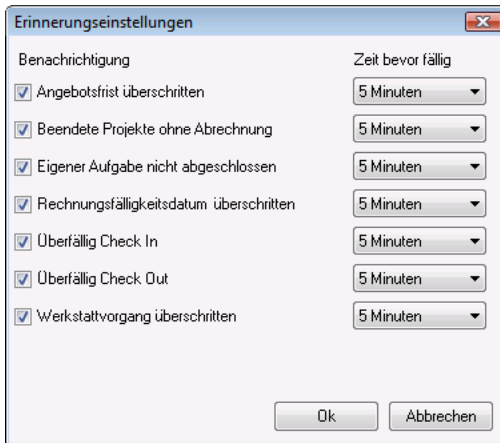 Erinnerungseinstellungen
Benachrichtigung Zeit bevor fällig
Angebotsfrist überschritten 5 Minuten
Beendete Projekte ohne Abrechnung 5 Minuten
Eigener Aufgabe nicht abgeschlossen 5 Minuten
Rechnungsfälligkeitsdatum überschritten 5 Minuten
Überfällig Check In 5 Minuten
Überfällig Check Out 5 Minuten
Werkstattvorgang überschritten 5 Minuten
Ok Abbrechen